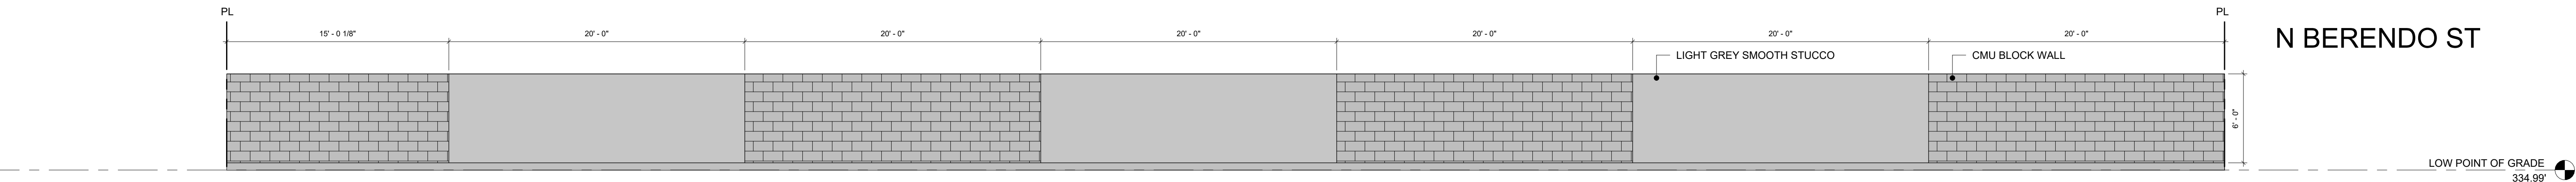 PL
PL
15' - 0 1/8"
20' - 0"
20' - 0"
20' - 0"
20' - 0"
20' - 0"
20' - 0"
N BERENDO ST
LIGHT GREY SMOOTH STUCCO
CMU BLOCK WALL
6' - 0"
LOW POINT OF GRADE
334.99'